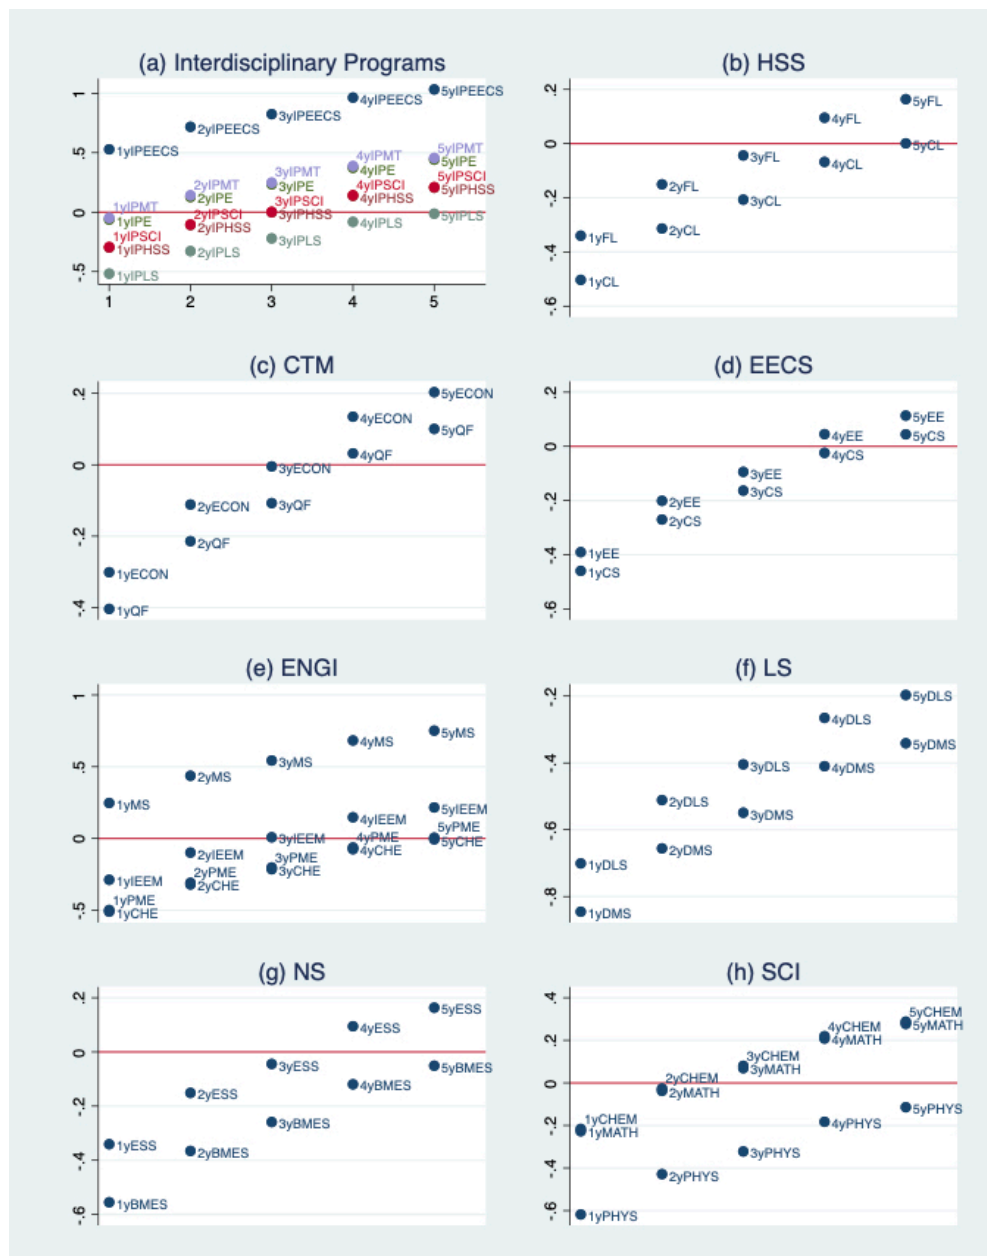 (a) Interdisciplinary Programs
1
.5
0
-.5
1yIPEECS
2yIPEECS
3yIPEECS
4yIPEECS
5yIPEECS
1yIPMT
2yIPMT
3yIPMT
4yIPMT
5yIPMT
1yIPE
2yIPE
3yIPE
4yIPE
5yIPE
1yIPSCI
2yIPSCI
3yIPSCI
4yIPSCI
5yIPSCI
1yIPHSS
2yIPHSS
3yIPHSS
4yIPHSS
5yIPHSS
1yIPLS
2yIPLS
3yIPLS
4yIPLS
5yIPLS
1 2 3 4 5
(b) HSS
.2
0
-.2
-.4
-.6
1yFL
2yFL
3yFL
4yFL
5yFL
1yCL
2yCL
3yCL
4yCL
5yCL
(c) CTM
.2
0
-.2
-.4
1yECON
2yECON
3yECON
4yECON
5yECON
1yQF
2yQF
3yQF
4yQF
5yQF
(d) EECS
.2
0
-.2
-.4
-.6
1yEE
2yEE
3yEE
4yEE
5yEE
1yCS
2yCS
3yCS
4yCS
5yCS
(e) ENGI
1
.5
0
-.5
1yMS
2yMS
3yMS
4yMS
5yMS
1yIEEM
2yIEEM
3yIEEM
4yIEEM
5yIEEM
1yPME
2yPME
3yPME
4yPME
5yPME
1yCHE
2yCHE
3yCHE
4yCHE
5yCHE
(f) LS
-.2
-.4
-.6
-.8
1yDLS
2yDLS
3yDLS
4yDLS
5yDLS
1yDMS
2yDMS
3yDMS
4yDMS
5yDMS
(g) NS
.2
0
-.2
-.4
-.6
1yESS
2yESS
3yESS
4yESS
5yESS
1yBMES
2yBMES
3yBMES
4yBMES
5yBMES
(h) SCI
.4
.2
0
-.2
-.4
-.6
1yCHEM
2yCHEM
3yCHEM
4yCHEM
5yCHEM
1yMATH
2yMATH
3yMATH
4yMATH
5yMATH
1yPHYS
2yPHYS
3yPHYS
4yPHYS
5yPHYS